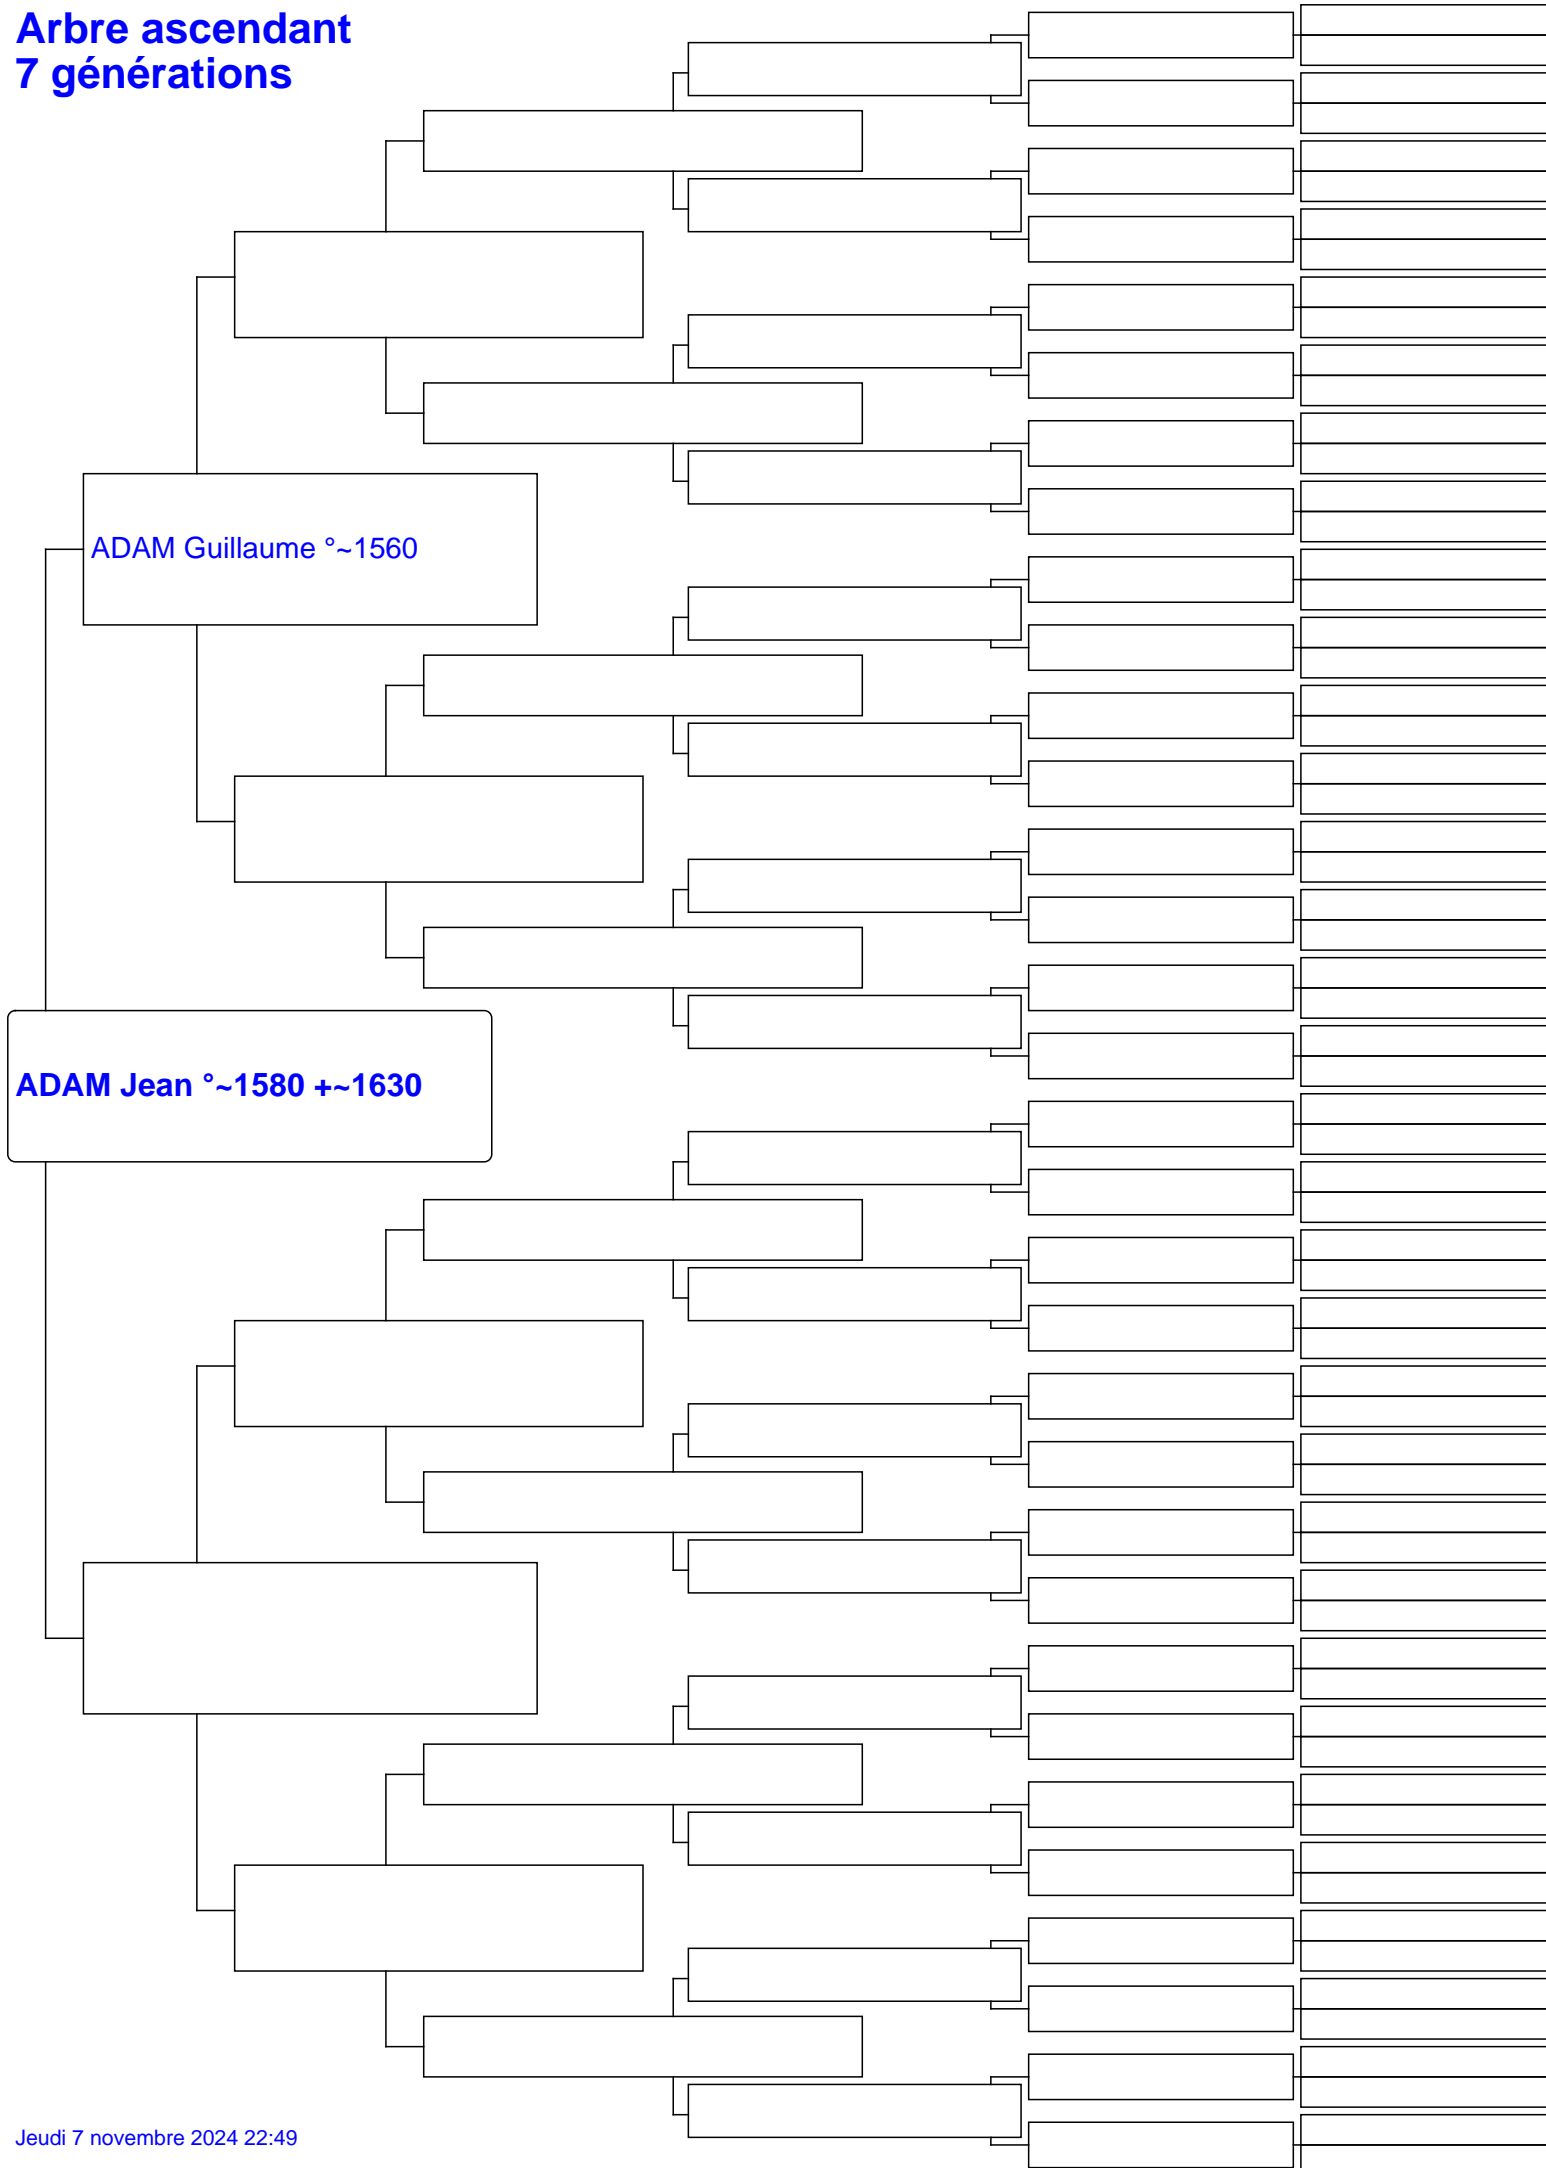 Arbre ascendant
7 générations
ADAM Guillaume °~1560
ADAM Jean °~1580 +~1630
Jeudi 7 novembre 2024 22:49